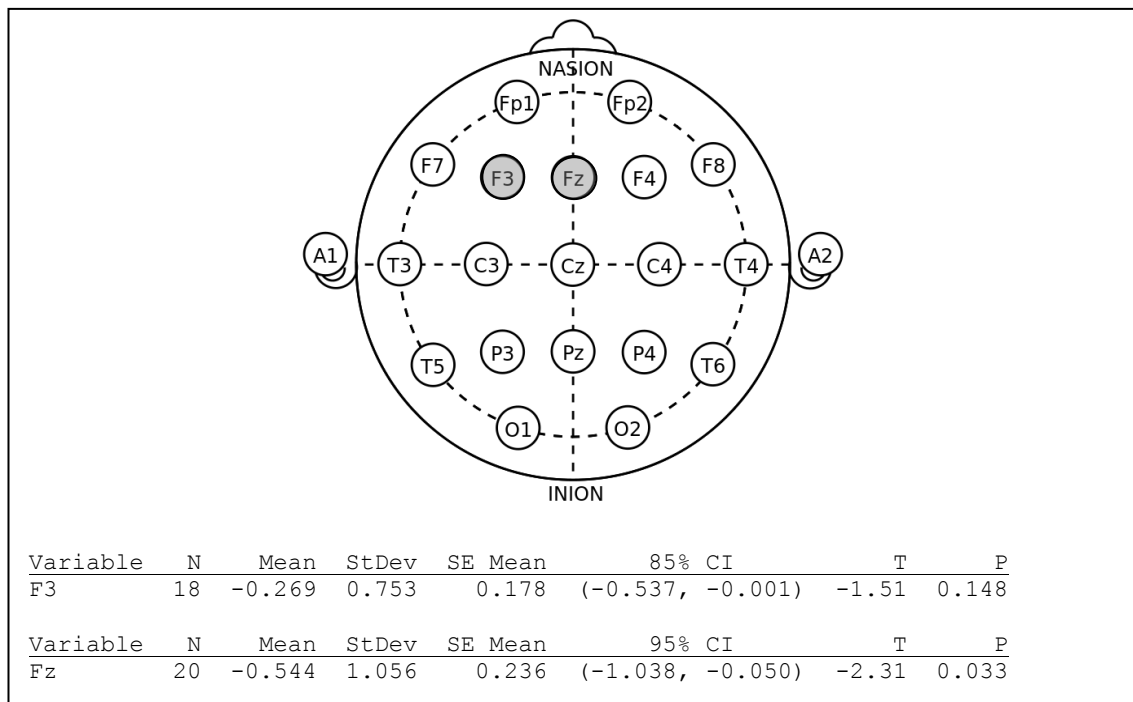 NASION
Fp1 Fp2
F7 F3 Fz F4 F8
A1 T3 C3 Cz C4 T4 A2
T5 P3 Pz P4 T6
O1 O2
INION
Variable N Mean StDev SE Mean 85% CI T P
F3 18 -0.269 0.753 0.178 (-0.537, -0.001) -1.51 0.148
Variable N Mean StDev SE Mean 95% CI T P
Fz 20 -0.544 1.056 0.236 (-1.038, -0.050) -2.31 0.033